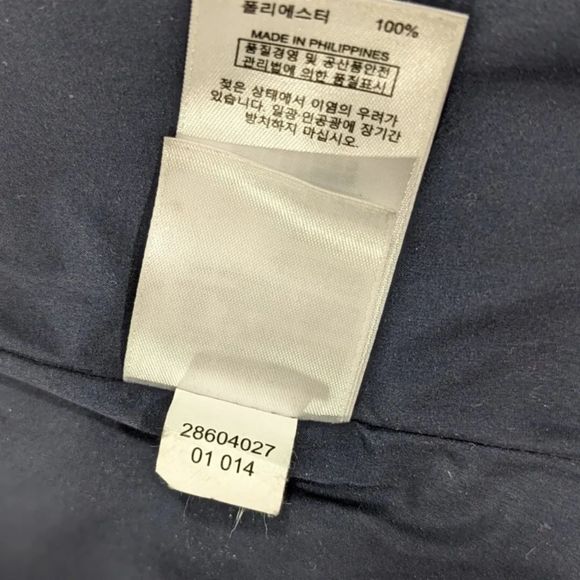 폴리에스터 100%
MADE IN PHILIPPINES
품질경영 및 공산품안전
관리법에 의한 품질표시
젖은 상태에서 이염의 우려가
있습니다. 일광·인공광에 장기간
방치하지 마십시오.
28604027
01 014